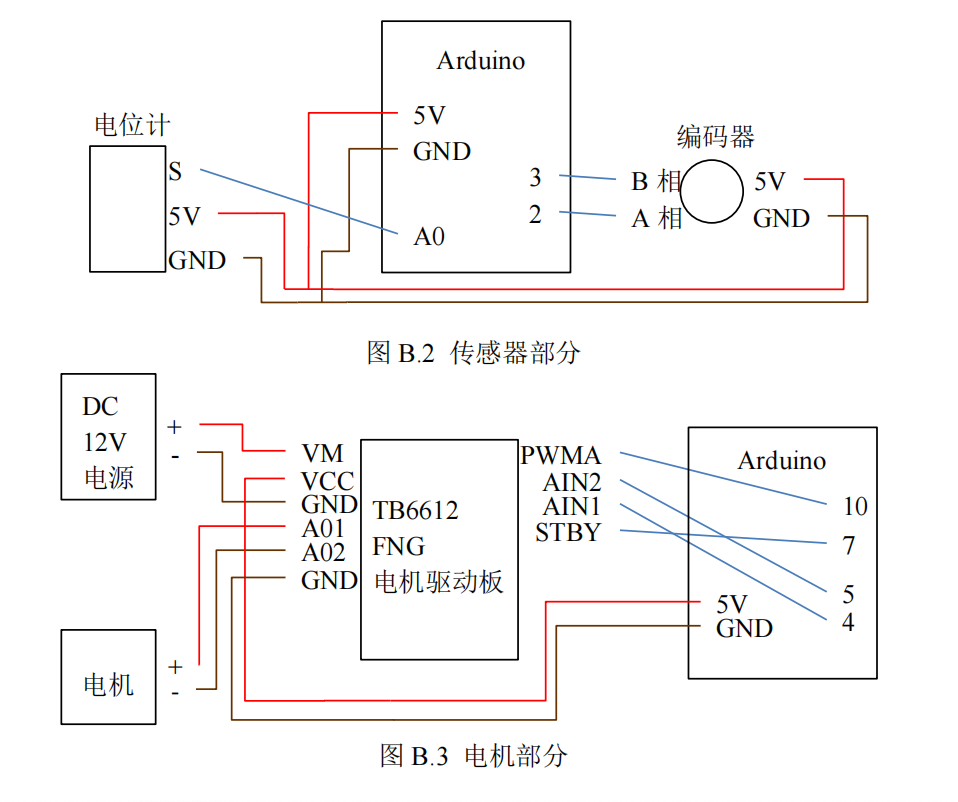 Arduino
5V
GND
3
2
A0
电位计
S
5V
GND
编码器
B 相
A 相
5V
GND
图 B.2 传感器部分
DC
12V
电源
+
-
VM
VCC
GND
A01
A02
GND
TB6612
FNG
电机驱动板
PWMA
AIN2
AIN1
STBY
Arduino
10
7
5
4
5V
GND
电机
+
-
图 B.3 电机部分